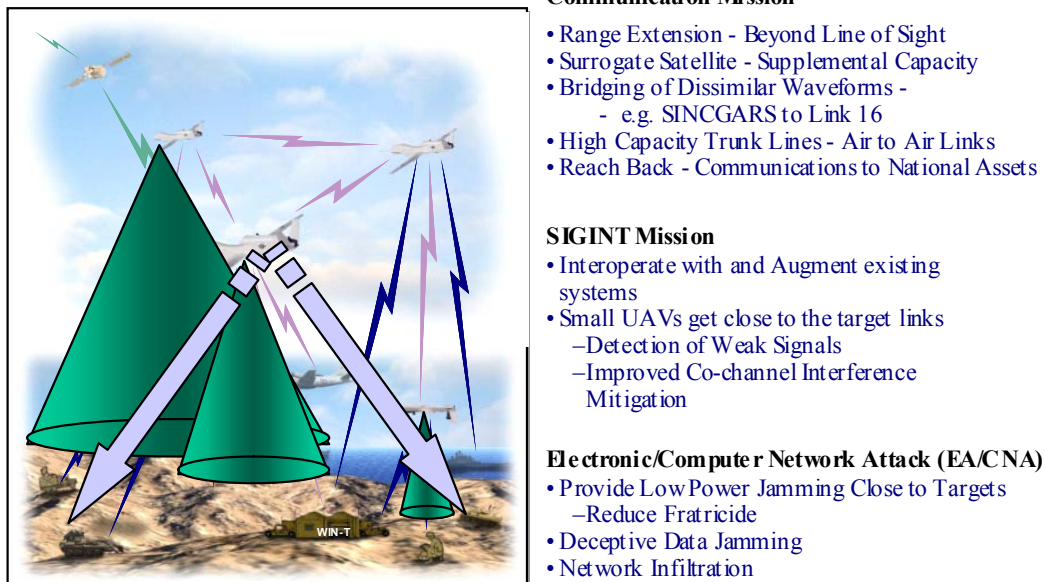 Communication Mission
• Range Extension - Beyond Line of Sight
• Surrogate Satellite - Supplemental Capacity
• Bridging of Dissimilar Waveforms -
- e.g. SINCGARS to Link 16
• High Capacity Trunk Lines - Air to Air Links
• Reach Back - Communications to National Assets
SIGINT Mission
• Interoperate with and Augment existing
systems
• Small UAVs get close to the target links
–Detection of Weak Signals
–Improved Co-channel Interference
Mitigation
Electronic/Computer Network Attack (EA/CNA)
• Provide Low Power Jamming Close to Targets
–Reduce Fratricide
• Deceptive Data Jamming
• Network Infiltration
WIN-T